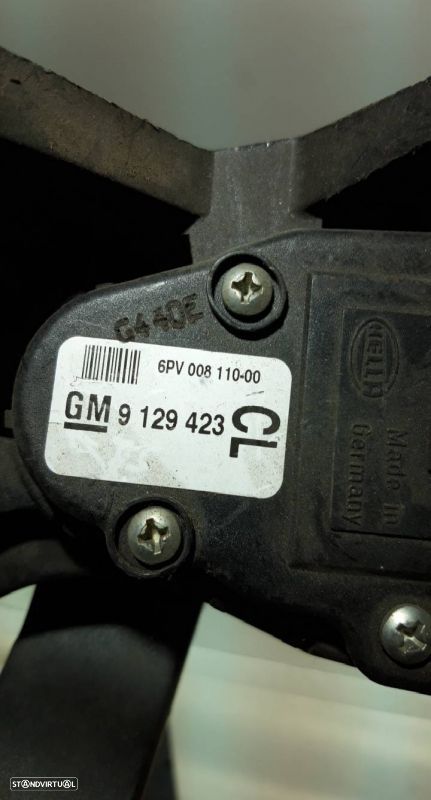 G440E
6PV 008 110-00
GM 9 129 423 CL
HELLA
Made in
Germany
STANDVIRTUAL